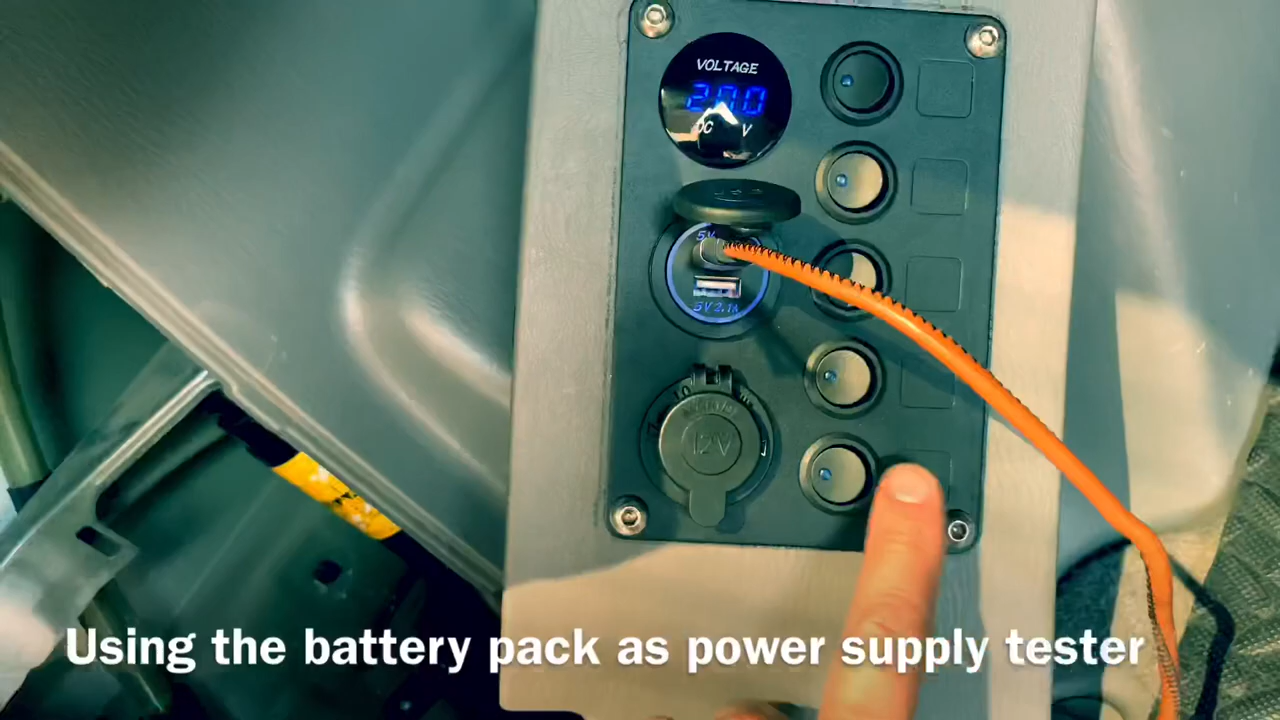 VOLTAGE
DC V
5V
5V 2.1A
12V
Using the battery pack as power supply tester